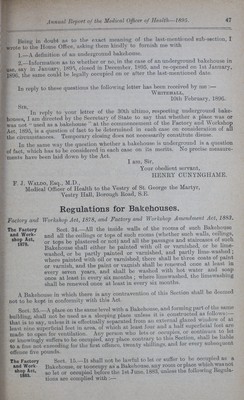 Annual Report of the Medical Officer of Health—1895. 47
Being in doubt as to the exact meaning of the last-mentioned sub-section, I
wrote to the Home Office, asking them kindly to furnish me with
1.—A definition of an underground bakehouse.
2.—Information as to whether or no, in the case of an underground bakehouse in
use, say in January, 1895, closed in December, 1895, and re-opened on 1st January,
1896, the same could be legally occupied on or after the last-mentioned date
In reply to these questions the following letter has been received by me :—
Whitehall,
10th February, 1896.
Sir,
In reply to your letter of the 30th ultimo, respecting underground bake-
houses, I am directed by the Secretary of State to say that whether a place was or
was not "used as a bakehouse" at the commencement of the Factory and Workshop
Act, 1895, is a question of fact to be determined in each case on consideration of all
the circumstances. Temporary closing does not necessarily constitute disuse.
In the same way the question whether a bakehouse is underground is a question
of fact, which has to be considered in each case on its merits. No precise measure-
ments have been laid down by the Act.
I am, Sir,
Your obedient servant,
HENRY CUNYNGHAME.
F. J. Waldo, Esq., M.D.,
Medical Officer of Health to the Vestry of St. George the Martyr,
Vestry Hall, Borough Road, S.E.
Regulations for Bakehouses.
Factory and Workshop Act, 1878, and Factory and Workshop Amendment Act, 1883.
The Factory and Workshop Act, 1878.
Sect. 34.—All the inside walls of the rooms of such Bakehouse
and all the ceilings or tops of such rooms (whether such walls, ceilings,
or tops be plastered or not) and all the passages and staircases of such
Bakehouse shall either be painted with oil or varnished, or be lime-
washed, or be partly painted or varnished, and partly lime-washed ;
where painted with oil or varnished, there shall be three coats of paint
or varnish, and the paint or varnish shall be renewed once at least in
every seven years, and shall be washed with hot water and soap
once at least in every six months ; where limewashed, the limewashing
shall be renewed once at least in every six months.
A Bakehouse in which there is any contravention of this Section shall be deemed
not to be kept in conformity with this Act.
Sect. 35.—A place on the same level with a Bakehouse, and forming part of the same
building, shall not be used as a sleeping place unless it is constructed as follows :—
that is to say, unless it is effectually separated from an external glazed window of at
least nine superficial feet in area, of which at least four and a half superficial feet are
made to open for ventilation. Any person who lets or occupies, or continues to let
or knowingly suffers to be occupied, any place contrary to this Section, shall be liable
to a fine not exceeding for the first offence, twenty shillings, and for every subsequent
offence five pounds.
The Factory and Workshop Act, 1883.
Sect. 15.—It shall not be lawful to let or suffer to be occupied as a
Bakehouse, or to occupy as a Bakehouse, any room or place which was not
so let or occupied before the 1st June, 1883, unless the following Regula-
tions are complied with :—